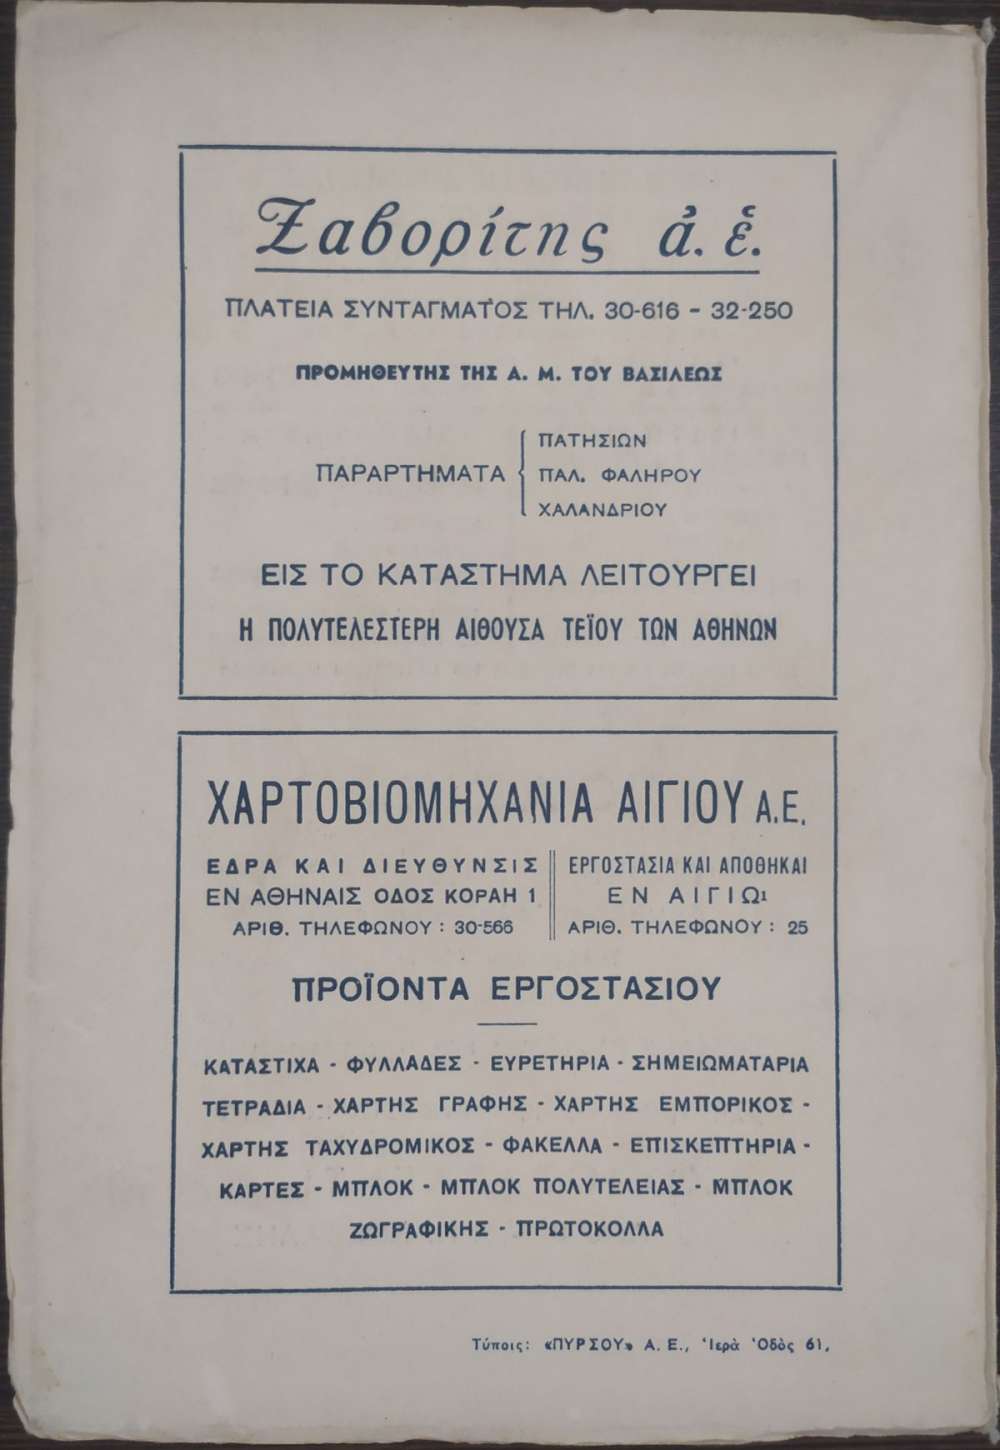 Ζαβορίτης ἀ. ἐ.
ΠΛΑΤΕΙΑ ΣΥΝΤΑΓΜΑΤΟΣ ΤΗΛ. 30-616 - 32-250
ΠΡΟΜΗΘΕΥΤΗΣ ΤΗΣ Α. Μ. ΤΟΥ ΒΑΣΙΛΕΩΣ
ΠΑΡΑΡΤΗΜΑΤΑ
ΠΑΤΗΣΙΩΝ
ΠΑΛ. ΦΑΛΗΡΟΥ
ΧΑΛΑΝΔΡΙΟΥ
ΕΙΣ ΤΟ ΚΑΤΑΣΤΗΜΑ ΛΕΙΤΟΥΡΓΕΙ
Η ΠΟΛΥΤΕΛΕΣΤΕΡΗ ΑΙΘΟΥΣΑ ΤΕΪΟΥ ΤΩΝ ΑΘΗΝΩΝ
ΧΑΡΤΟΒΙΟΜΗΧΑΝΙΑ ΑΙΓΙΟΥ Α.Ε.
ΕΔΡΑ ΚΑΙ ΔΙΕΥΘΥΝΣΙΣ
ΕΝ ΑΘΗΝΑΙΣ ΟΔΟΣ ΚΟΡΑΗ 1
ΑΡΙΘ. ΤΗΛΕΦΩΝΟΥ : 30-566
ΕΡΓΟΣΤΑΣΙΑ ΚΑΙ ΑΠΟΘΗΚΑΙ
ΕΝ ΑΙΓΙΩι
ΑΡΙΘ. ΤΗΛΕΦΩΝΟΥ : 25
ΠΡΟΪΟΝΤΑ ΕΡΓΟΣΤΑΣΙΟΥ
ΚΑΤΑΣΤΙΧΑ - ΦΥΛΛΑΔΕΣ - ΕΥΡΕΤΗΡΙΑ - ΣΗΜΕΙΩΜΑΤΑΡΙΑ
ΤΕΤΡΑΔΙΑ - ΧΑΡΤΗΣ ΓΡΑΦΗΣ - ΧΑΡΤΗΣ ΕΜΠΟΡΙΚΟΣ -
ΧΑΡΤΗΣ ΤΑΧΥΔΡΟΜΙΚΟΣ - ΦΑΚΕΛΛΑ - ΕΠΙΣΚΕΠΤΗΡΙΑ -
ΚΑΡΤΕΣ - ΜΠΛΟΚ - ΜΠΛΟΚ ΠΟΛΥΤΕΛΕΙΑΣ - ΜΠΛΟΚ
ΖΩΓΡΑΦΙΚΗΣ - ΠΡΩΤΟΚΟΛΛΑ
Τύποις: «ΠΥΡΣΟΥ» Α. Ε., Ἱερὰ Ὁδὸς 61,